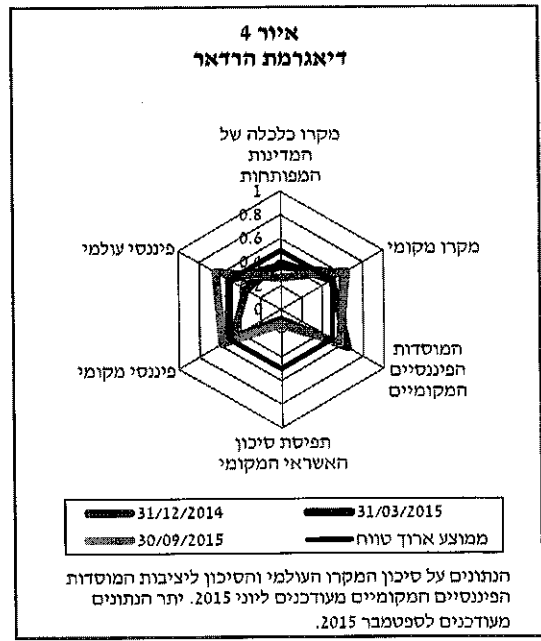 איור 4
דיאגרמת הרדאר
מקרו כלכלה של
המדינות
המפותחות
1
0.8
0.6
0.4
0
מקרו מקומי
פיננסי עולמי
המוסדות
הפיננסיים
המקומיים
פיננסי מקומי
תפיסת סיכון
האשראי המקומי
31/12/2014
31/03/2015
30/09/2015
ממוצע ארוך טווח
הנתונים על סיכון המקרו העולמי והסיכון ליציבות המוסדות
הפיננסיים המקומיים מעודכנים ליוני 2015. יתר הנתונים
מעודכנים לספטמבר 2015.